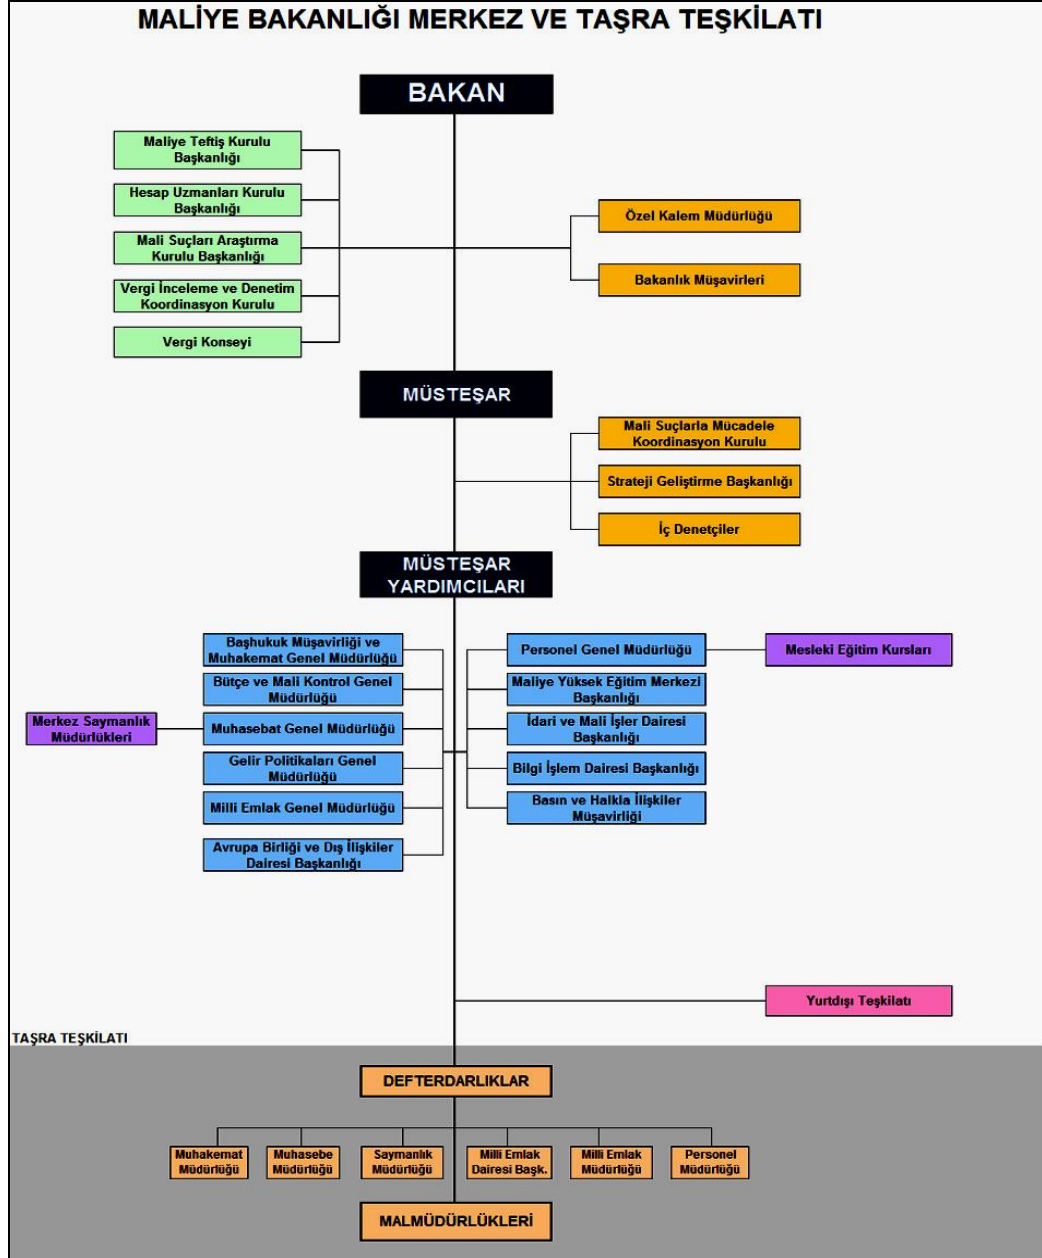 MALİYE BAKANLIĞI MERKEZ VE TAŞRA TEŞKİLATI
BAKAN
Maliye Teftiş Kurulu
Başkanlığı
Hesap Uzmanları Kurulu
Başkanlığı
Mali Suçları Araştırma
Kurulu Başkanlığı
Vergi İnceleme ve Denetim
Koordinasyon Kurulu
Vergi Konseyi
Özel Kalem Müdürlüğü
Bakanlık Müşavirleri
MÜSTEŞAR
Mali Suçlarla Mücadele
Koordinasyon Kurulu
Strateji Geliştirme Başkanlığı
İç Denetçiler
MÜSTEŞAR
YARDIMCILARI
Başhukuk Müşavirliği ve
Muhakemat Genel Müdürlüğü
Bütçe ve Mali Kontrol Genel
Müdürlüğü
Merkez Saymanlık
Müdürlükleri
Muhasebat Genel Müdürlüğü
Gelir Politikaları Genel
Müdürlüğü
Milli Emlak Genel Müdürlüğü
Avrupa Birliği ve Dış İlişkiler
Dairesi Başkanlığı
Personel Genel Müdürlüğü
Mesleki Eğitim Kursları
Maliye Yüksek Eğitim Merkezi
Başkanlığı
İdari ve Mali İşler Dairesi
Başkanlığı
Bilgi İşlem Dairesi Başkanlığı
Basın ve Halkla İlişkiler
Müşavirliği
Yurtdışı Teşkilatı
TAŞRA TEŞKİLATI
DEFTERDARLIKLAR
Muhakemat
Müdürlüğü
Muhasebe
Müdürlüğü
Saymanlık
Müdürlüğü
Milli Emlak
Dairesi Başk.
Milli Emlak
Müdürlüğü
Personel
Müdürlüğü
MALMÜDÜRLÜKLERİ